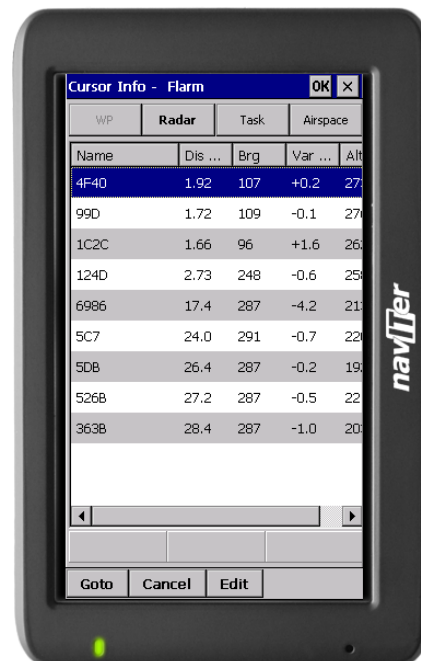 Cursor Info - Flarm OK
WP Radar Task Airspace
Name Dis ... Brg Var ... Alt
4F40 1.92 107 +0.2
99D 1.72 109 -0.1
1C2C 1.66 96 +1.6
124D 2.73 248 -0.6
6986 17.4 287 -4.2
5C7 24.0 291 -0.7
5DB 26.4 287 -0.2
526B 27.2 287 -0.5
363B 28.4 287 -1.0
Goto Cancel Edit
naviter